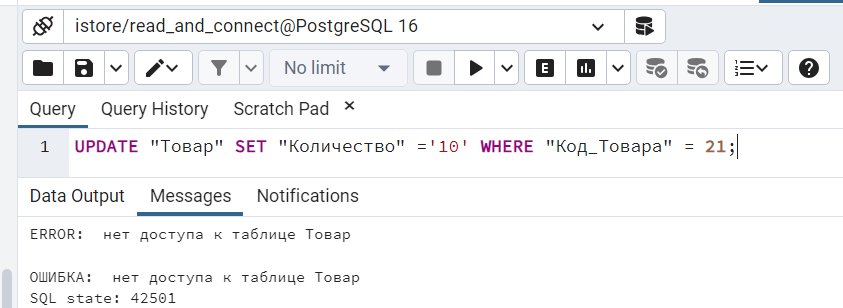 istore/read_and_connect@PostgreSQL 16
No limit
E
Query Query History Scratch Pad
1 UPDATE "Товар" SET "Количество" ='10' WHERE "Код_Товара" = 21;
Data Output Messages Notifications
ERROR:  нет доступа к таблице Товар
ОШИБКА:  нет доступа к таблице Товар
SQL state: 42501